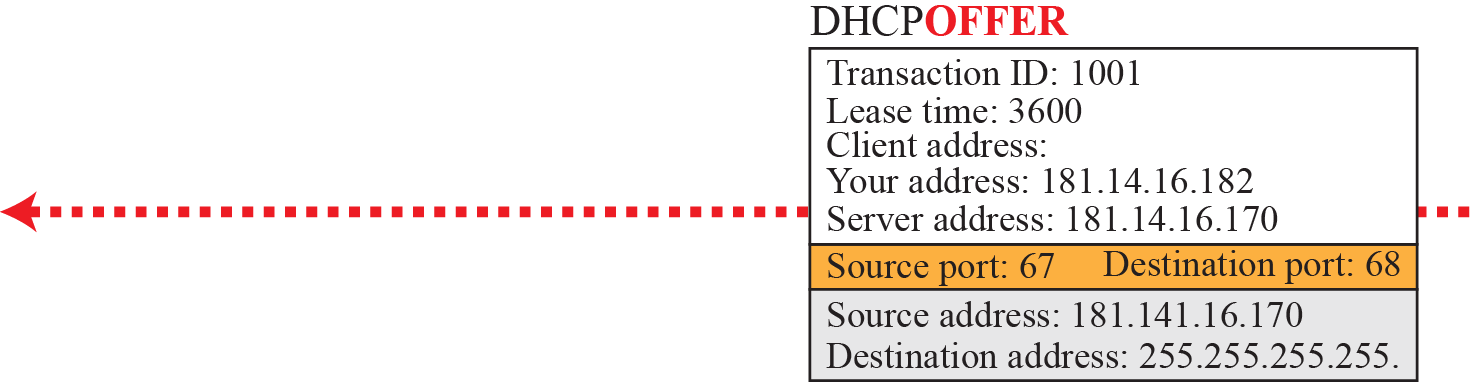 DHCPOFFER
Transaction ID: 1001
Lease time: 3600
Client address:
Your address: 181.14.16.182
Server address: 181.14.16.170
Source port: 67 Destination port: 68
Source address: 181.141.16.170
Destination address: 255.255.255.255.